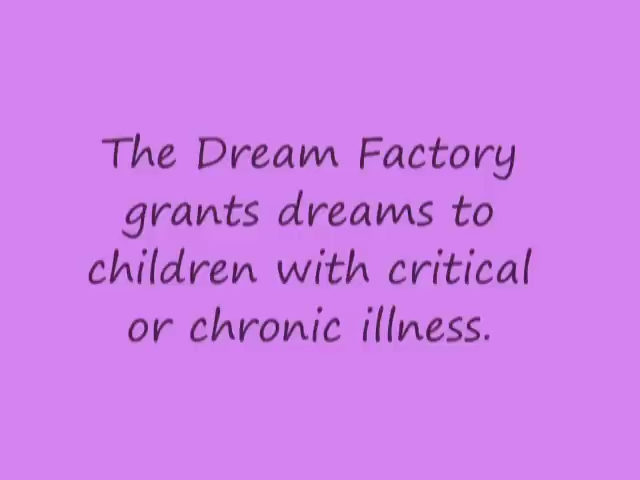 The Dream Factory
grants dreams to
children with critical
or chronic illness.